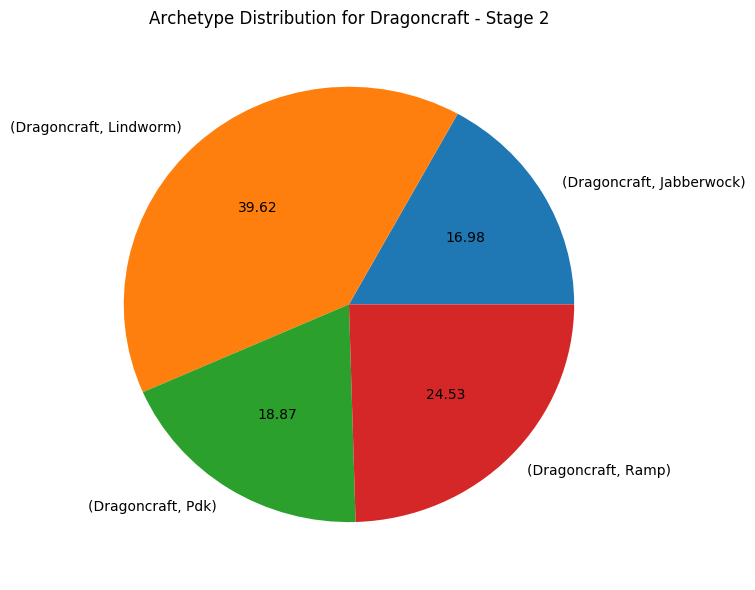 Archetype Distribution for Dragoncraft - Stage 2
(Dragoncraft, Lindworm)
(Dragoncraft, Jabberwock)
39.62
16.98
24.53
18.87
(Dragoncraft, Ramp)
(Dragoncraft, Pdk)